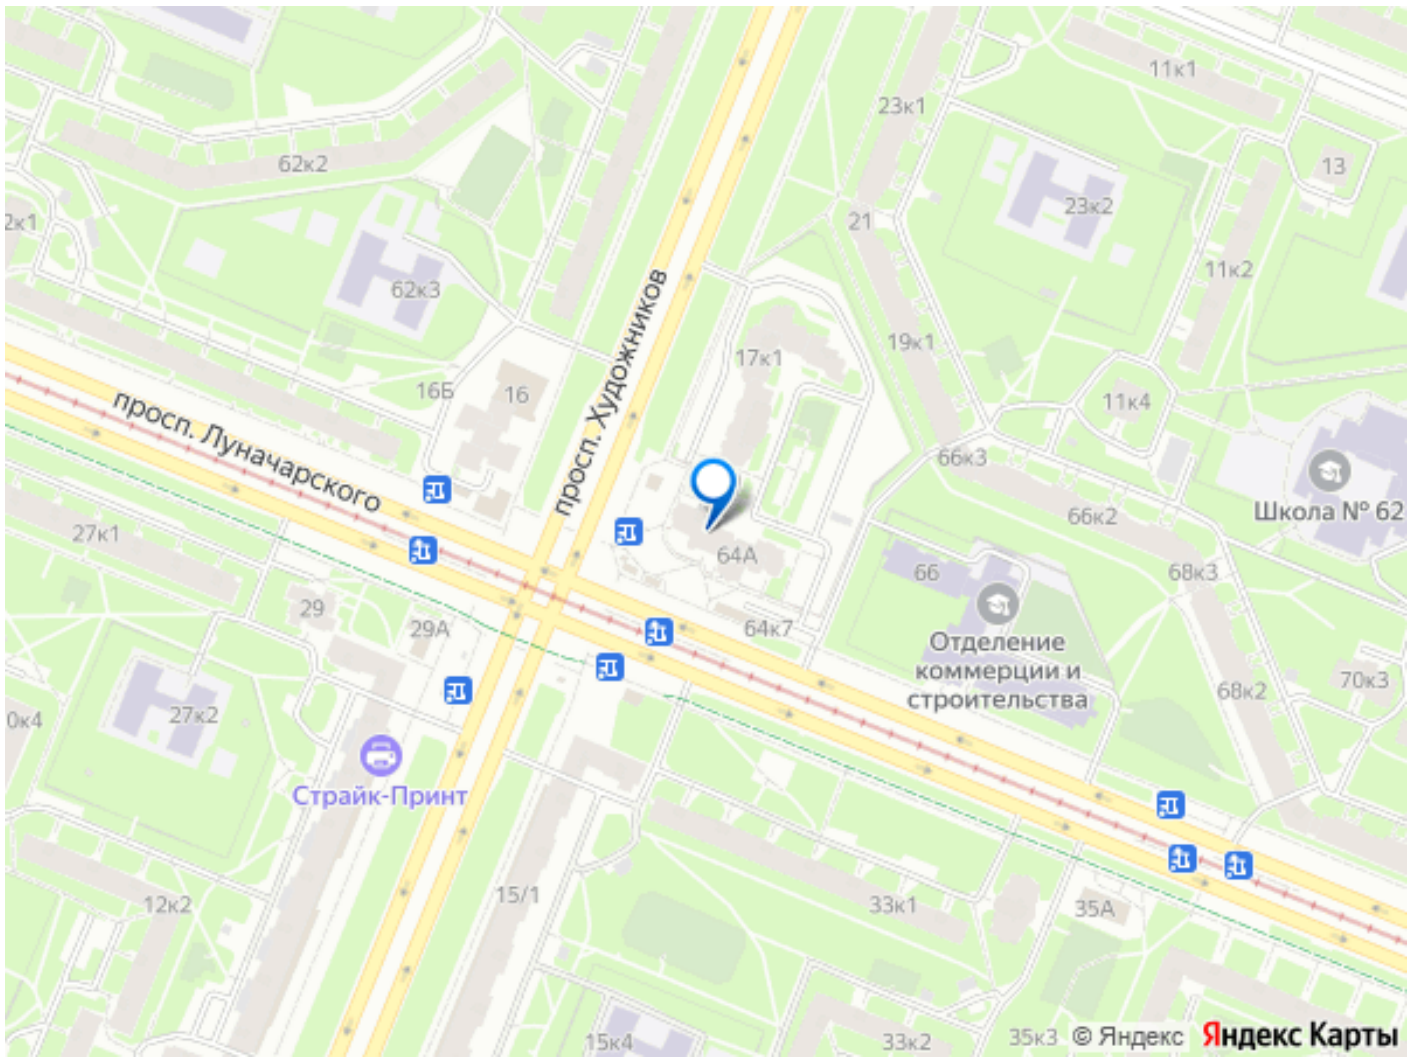 11к1
23к1
62к2
13
23к2
2к1
21
11к2
62к3
просп. Художников
19к1
17к1
16Б
16
11к4
просп. Луначарского
66к3
Школа № 62
66к2
27к1
64А
66
68к3
29
29А
64к7
Отделение
коммерции и
строительства
70к3
68к2
0к4
27к2
Страйк-Принт
15/1
12к2
33к1
35А
15к4
33к2
35к3
© Яндекс
Яндекс Карты